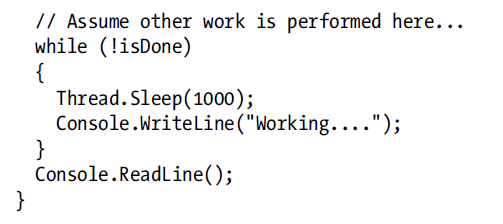 // Assume other work is performed here...
while (!isDone)
{
Thread.Sleep(1000);
Console.WriteLine("Working....");
}
Console.ReadLine();
}